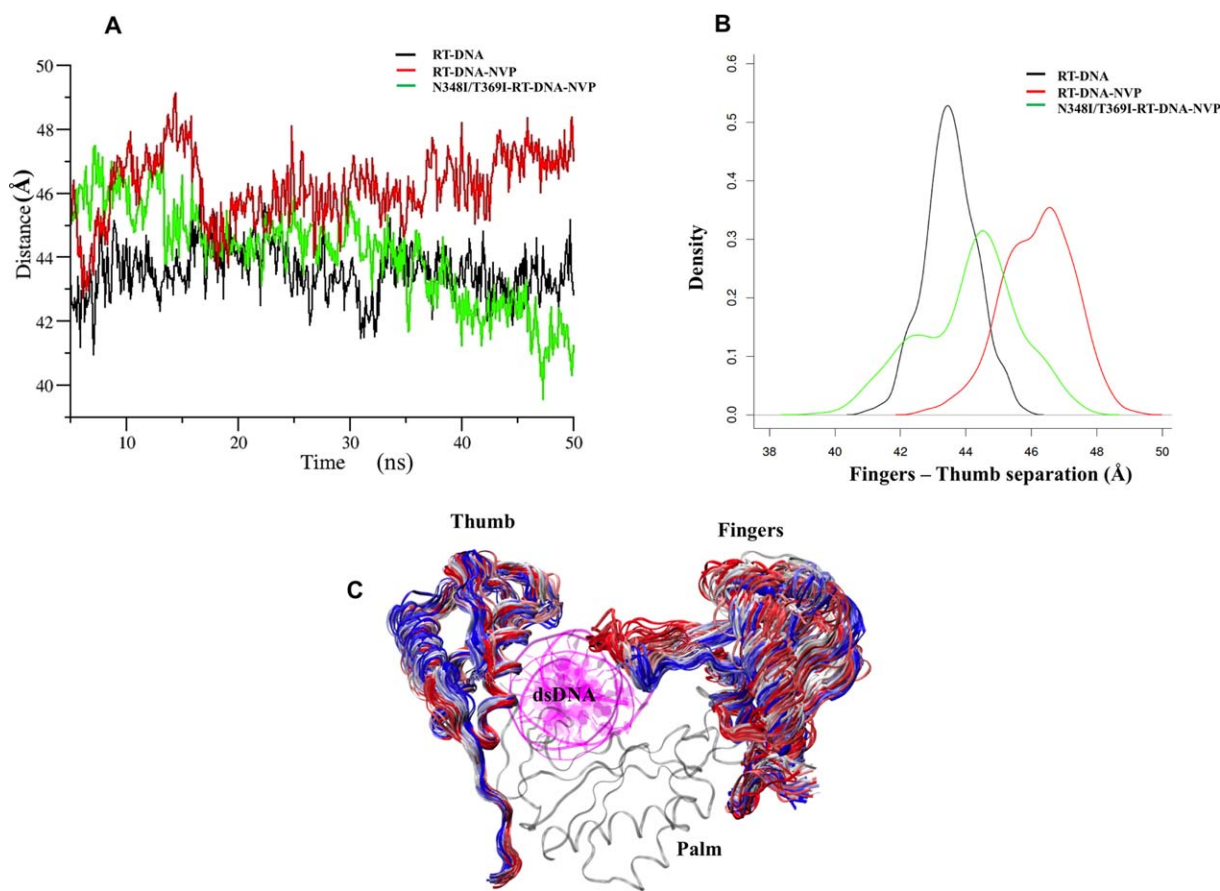 A
RT-DNA
RT-DNA-NVP
N348I/T369I-RT-DNA-NVP
50
48
46
44
42
40
Distance (Å)
10
20
30
40
50
Time (ns)
B
RT-DNA
RT-DNA-NVP
N348I/T369I-RT-DNA-NVP
0.6
0.5
0.4
0.3
0.2
0.1
0.0
Density
38
40
42
44
46
48
50
Fingers – Thumb separation (Å)
C
Thumb
Fingers
dsDNA
Palm